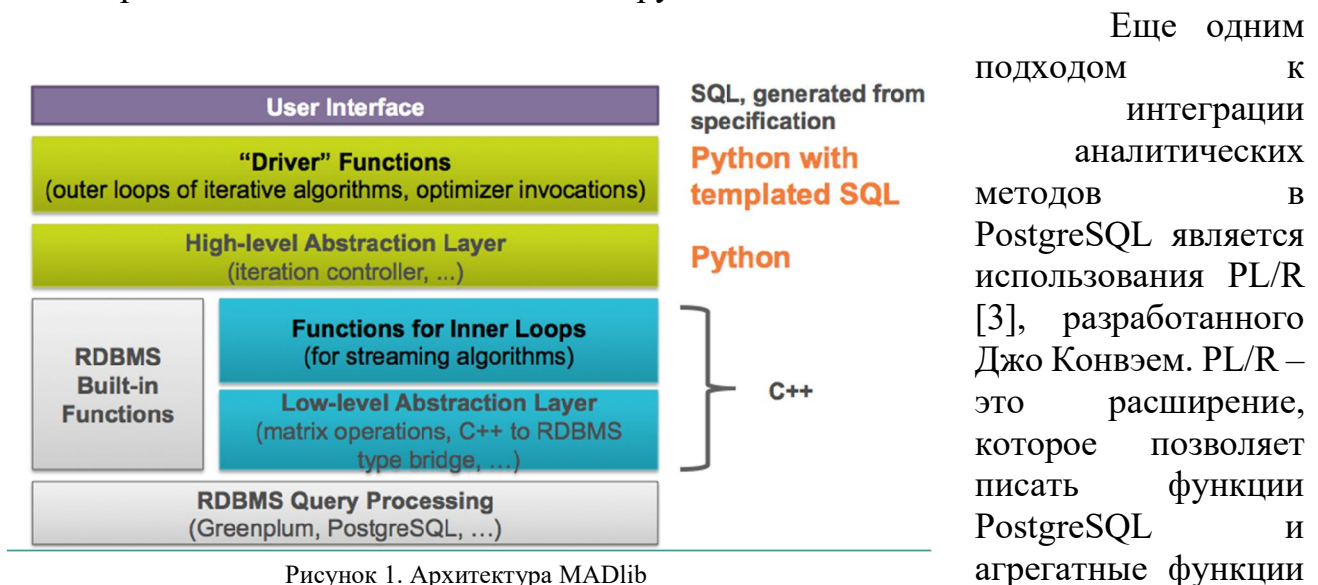 User Interface
SQL, generated from
specification
“Driver” Functions
(outer loops of iterative algorithms, optimizer invocations)
Python with
templated SQL
High-level Abstraction Layer
(iteration controller, ...)
Python
RDBMS
Built-in
Functions
Functions for Inner Loops
(for streaming algorithms)
Low-level Abstraction Layer
(matrix operations, C++ to RDBMS
type bridge, ...)
C++
RDBMS Query Processing
(Greenplum, PostgreSQL, ...)
Рисунок 1. Архитектура MADlib
Еще одним
подходом к
интеграции
аналитических
методов в
PostgreSQL является
использования PL/R
[3], разработанного
Джо Конвэем. PL/R –
это расширение,
которое позволяет
писать функции
PostgreSQL и
агрегатные функции